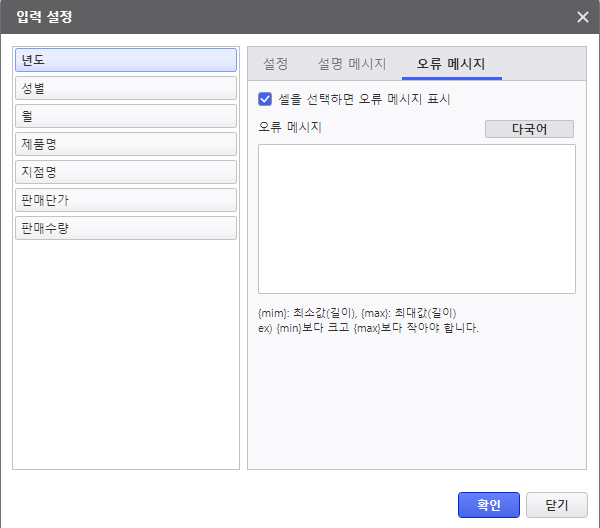 입력 설정
년도
성별
월
제품명
지점명
판매단가
판매수량
설정 설명 메시지 오류 메시지
셀을 선택하면 오류 메시지 표시
오류 메시지 다국어
{mim}: 최소값(길이), {max}: 최대값(길이)
ex) {min}보다 크고 {max}보다 작아야 합니다.
확인 닫기